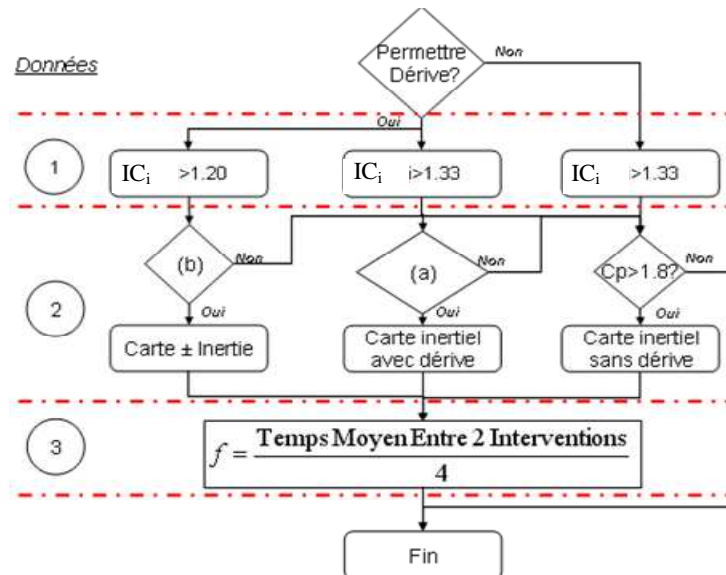 Données
Permettre
Dérive?
Non
Oui
1
ICi >1.20
ICi i>1.33
ICi >1.33
2
(b)
Non
(a)
Non
Cp>1.8?
Non
Oui
Oui
Oui
Carte ± Inertie
Carte inertiel
avec dérive
Carte inertiel
sans dérive
3
f = Temps Moyen Entre 2 Interventions
4
Fin